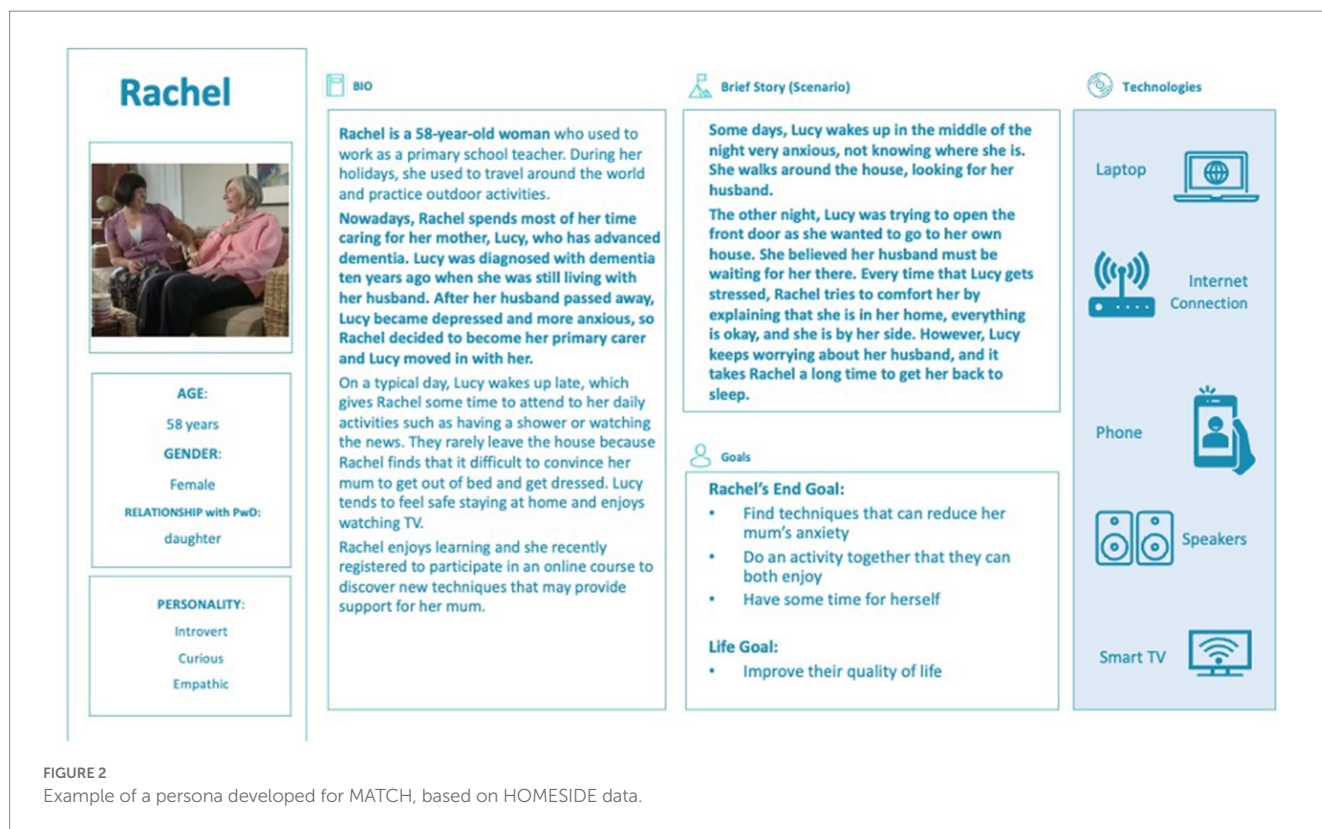 Rachel
AGE:
58 years
GENDER:
Female
RELATIONSHIP with PwD:
daughter
PERSONALITY:
Introvert
Curious
Empathic
BIO
Rachel is a 58-year-old woman who used to
work as a primary school teacher. During her
holidays, she used to travel around the world
and practice outdoor activities.
Nowadays, Rachel spends most of her time
caring for her mother, Lucy, who has advanced
dementia. Lucy was diagnosed with dementia
ten years ago when she was still living with
her husband. After her husband passed away,
Lucy became depressed and more anxious, so
Rachel decided to become her primary carer
and Lucy moved in with her.
On a typical day, Lucy wakes up late, which
gives Rachel some time to attend to her daily
activities such as having a shower or watching
the news. They rarely leave the house because
Rachel finds that it difficult to convince her
mum to get out of bed and get dressed. Lucy
tends to feel safe staying at home and enjoys
watching TV.
Rachel enjoys learning and she recently
registered to participate in an online course to
discover new techniques that may provide
support for her mum.
Brief Story (Scenario)
Some days, Lucy wakes up in the middle of the
night very anxious, not knowing where she is.
She walks around the house, looking for her
husband.
The other night, Lucy was trying to open the
front door as she wanted to go to her own
house. She believed her husband must be
waiting for her there. Every time that Lucy gets
stressed, Rachel tries to comfort her by
explaining that she is in her home, everything
is okay, and she is by her side. However, Lucy
keeps worrying about her husband, and it
takes Rachel a long time to get her back to
sleep.
Goals
Rachel's End Goal:
• Find techniques that can reduce her
mum's anxiety
• Do an activity together that they can
both enjoy
• Have some time for herself
Life Goal:
• Improve their quality of life
Technologies
Laptop
Internet
Connection
Phone
Speakers
Smart TV
FIGURE 2
Example of a persona developed for MATCH, based on HOMESIDE data.